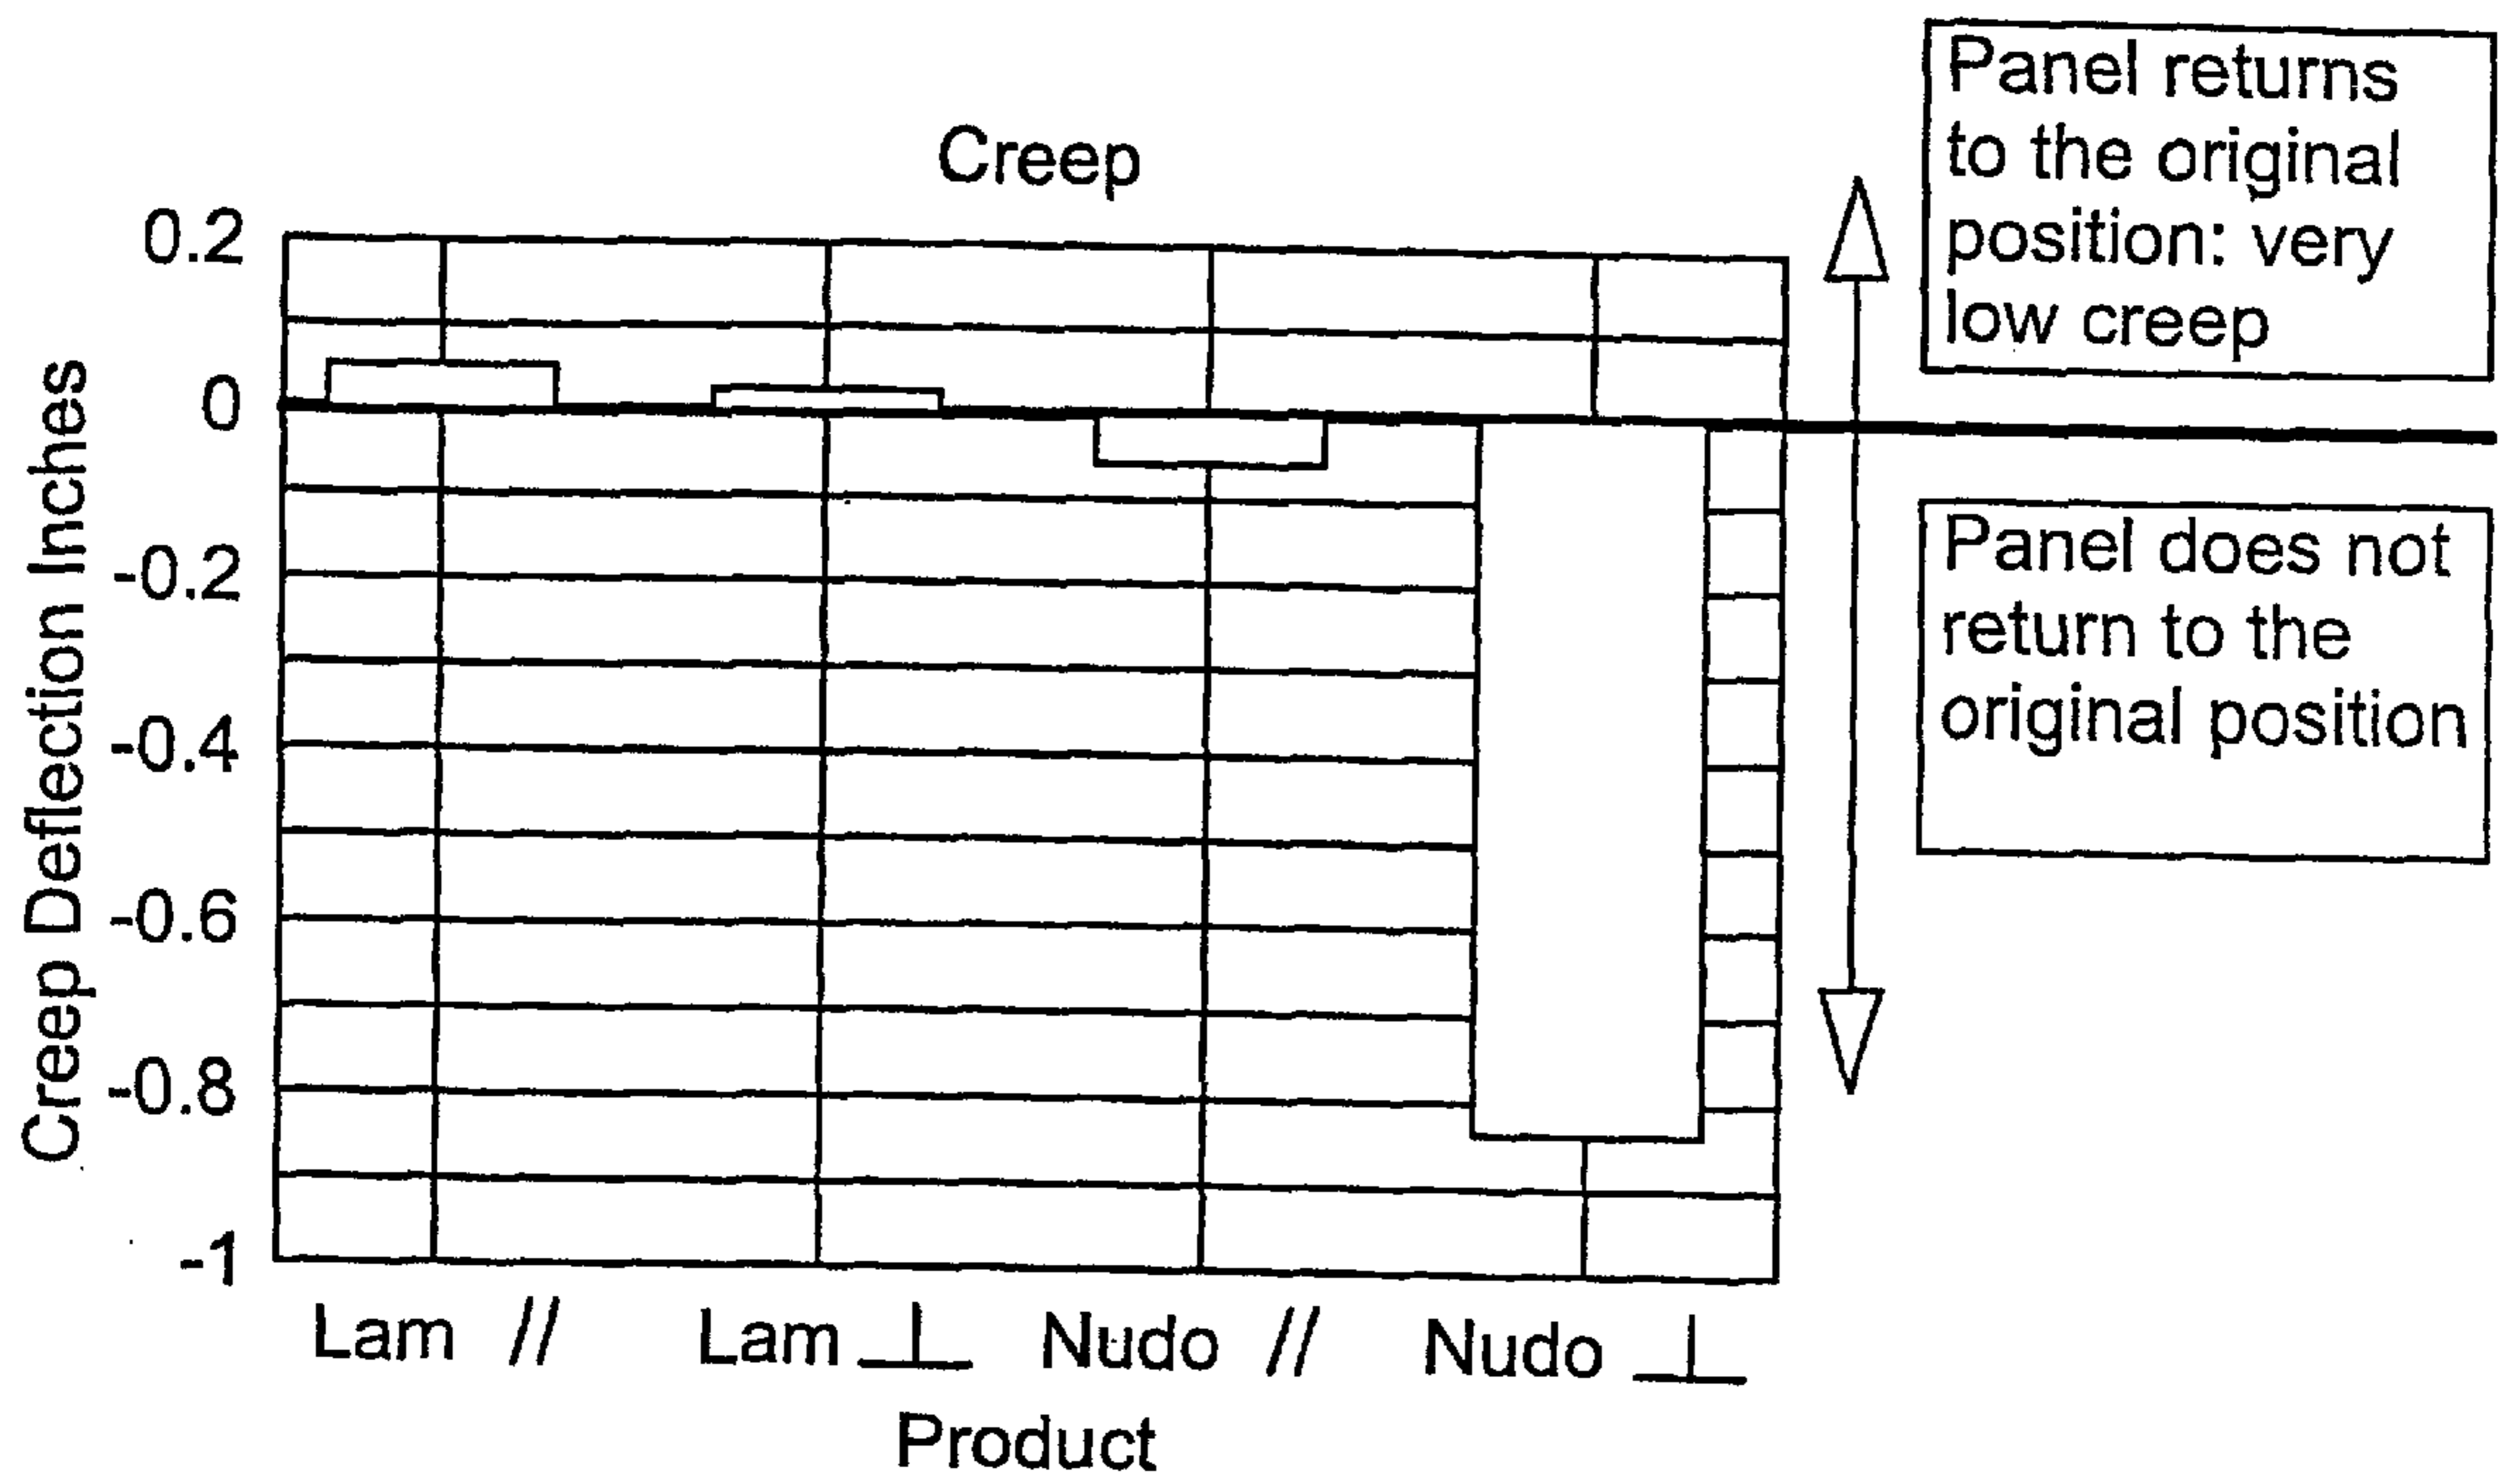 Creep
Panel returns
to the original
position: very
low creep
Panel does not
return to the
original position
Creep Deflection Inches
0.2
0
-0.2
-0.4
-0.6
-0.8
-1
Lam // Lam ⊥ Nudo // Nudo ⊥
Product